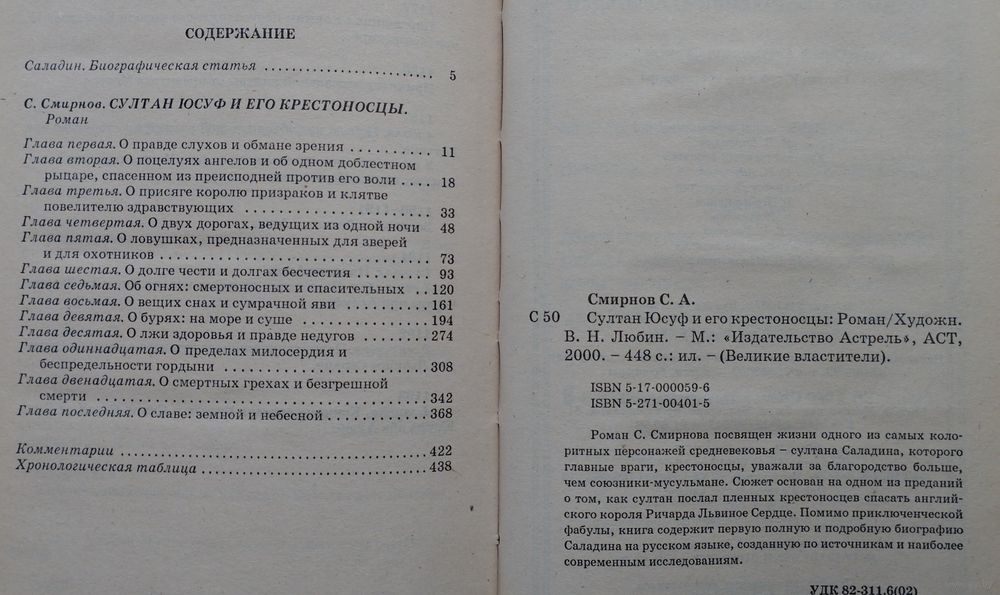 СОДЕРЖАНИЕ
Саладин. Биографическая статья ........................ 5
С. Смирнов. СУЛТАН ЮСУФ И ЕГО КРЕСТОНОСЦЫ.
Роман
Глава первая. О правде слухов и обмане зрения .......... 11
Глава вторая. О поцелуях ангелов и об одном доблестном
рыцаре, спасенном из преисподней против его воли .... 18
Глава третья. О присяге королю призраков и клятве
повелителю здравствующих ........................ 33
Глава четвертая. О двух дорогах, ведущих из одной ночи 48
Глава пятая. О ловушках, предназначенных для зверей
и для охотников .................................. 73
Глава шестая. О долге чести и долгах бесчестия ......... 93
Глава седьмая. Об огнях: смертоносных и спасительных .. 120
Глава восьмая. О вещих снах и сумрачной яви ............ 161
Глава девятая. О бурях: на море и суше .................. 194
Глава десятая. О лжи здоровья и правде недугов .......... 274
Глава одиннадцатая. О пределах милосердия и
беспредельности гордыни .......................... 308
Глава двенадцатая. О смертных грехах и безгрешной
смерти ............................................ 342
Глава последняя. О славе: земной и небесной ............. 368
Комментарии .......................................... 422
Хронологическая таблица ............................... 438
Смирнов С. А.
С 50 Султан Юсуф и его крестоносцы: Роман/Художн.
В. Н. Любин. – М.: «Издательство Астрель», АСТ,
2000. – 448 с.: ил. – (Великие властители).
ISBN 5-17-000059-6
ISBN 5-271-00401-5
Роман С. Смирнова посвящен жизни одного из самых коло-
ритных персонажей средневековья – султана Саладина, которого
главные враги, крестоносцы, уважали за благородство больше,
чем союзники-мусульмане. Сюжет основан на одном из преданий
о том, как султан послал пленных крестоносцев спасать англий-
ского короля Ричарда Львиное Сердце. Помимо приключенческой
фабулы, книга содержит первую полную и подробную биографию
Саладина на русском языке, созданную по источникам и наиболее
современным исследованиям.
УДК 82-311.6(02)